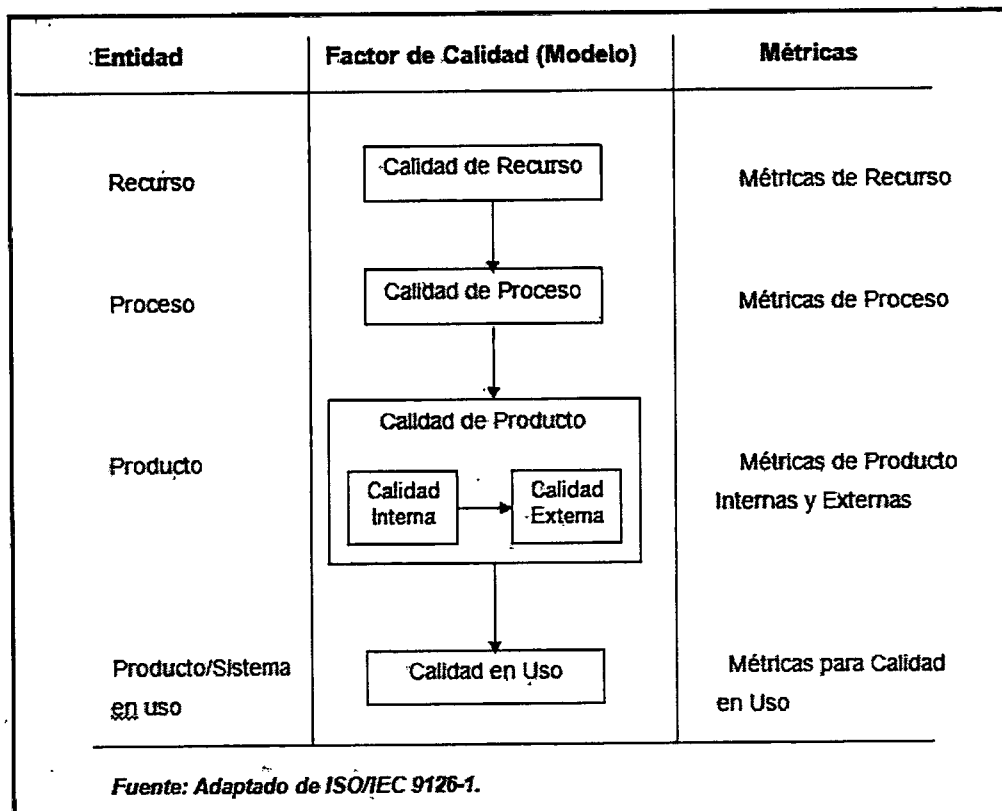 Entidad Factor de Calidad (Modelo) Métricas
Recurso Calidad de Recurso Métricas de Recurso
Proceso Calidad de Proceso Métricas de Proceso
Calidad de Producto
Producto Métricas de Producto
Internas y Externas
Calidad
Interna
Calidad
Externa
Producto/Sistema
en uso
Calidad en Uso
Métricas para Calidad
en Uso
Fuente: Adaptado de ISO/IEC 9126-1.